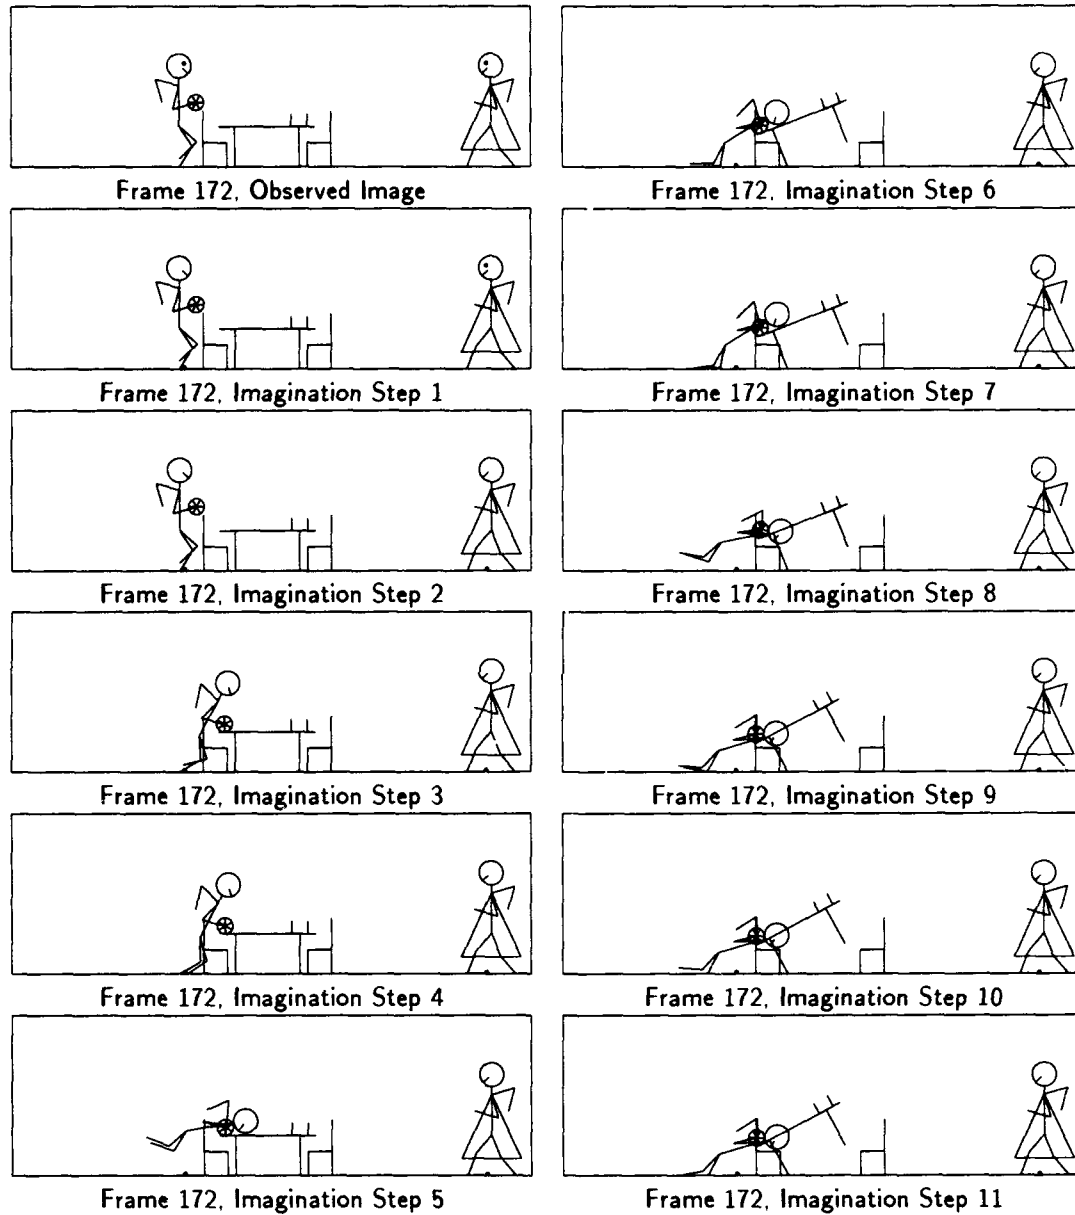 Frame 172, Observed Image
Frame 172, Imagination Step 1
Frame 172, Imagination Step 2
Frame 172, Imagination Step 3
Frame 172, Imagination Step 4
Frame 172, Imagination Step 5
Frame 172, Imagination Step 6
Frame 172, Imagination Step 7
Frame 172, Imagination Step 8
Frame 172, Imagination Step 9
Frame 172, Imagination Step 10
Frame 172, Imagination Step 11